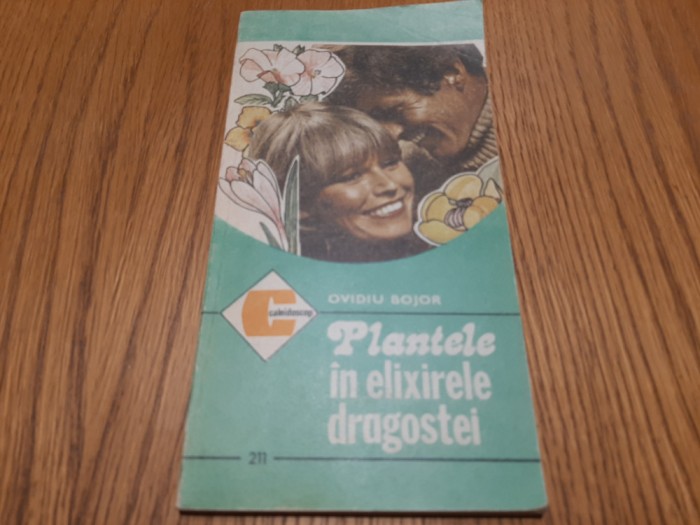 caleidoscop
OVIDIU BOJOR
Plantele
în elixirele
dragostei
211